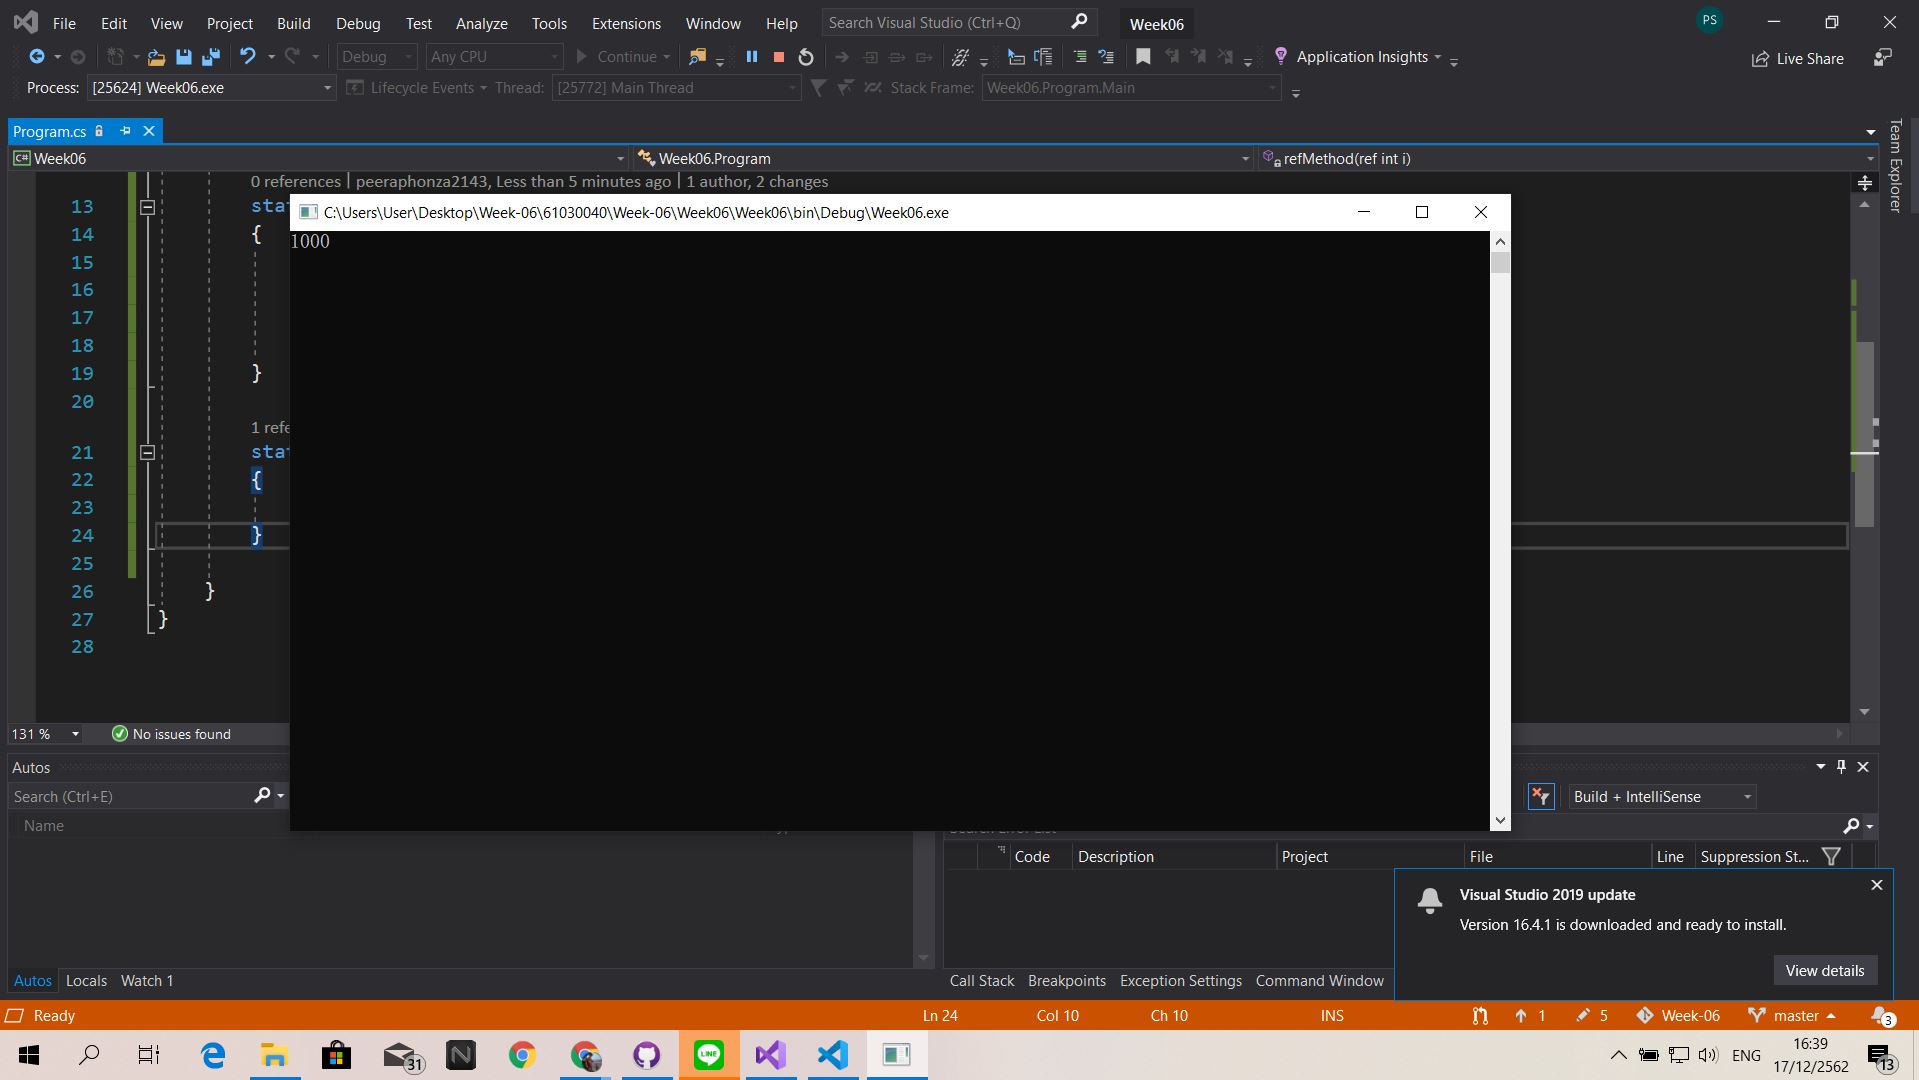 File Edit View Project Build Debug Test Analyze Tools Extensions Window Help Search Visual Studio (Ctrl+Q) Week06 PS
Debug Any CPU Continue Application Insights Live Share
Process: [25624] Week06.exe Lifecycle Events Thread: [25772] Main Thread Stack Frame: Week06.Program.Main
Program.cs
Team Explorer
C# Week06 Week06.Program refMethod(ref int i)
0 references | peeraphonza2143, Less than 5 minutes ago | 1 author, 2 changes
13 stat
C:\Users\User\Desktop\Week-06\61030040\Week-06\Week06\Week06\bin\Debug\Week06.exe
1000
14 {
15
16
17
18
19 }
20
1 refe
21 stat
22 {
23
24 }
25
26 }
27 }
28
131 % No issues found
Autos
Search (Ctrl+E)
Build + IntelliSense
Name
Search Error List
Code Description Project File Line Suppression St...
Visual Studio 2019 update
Version 16.4.1 is downloaded and ready to install.
View details
Autos Locals Watch 1
Call Stack Breakpoints Exception Settings Command Window
Ready Ln 24 Col 10 Ch 10 INS 1 5 Week-06 master 3
31 N LINE ENG 16:39
17/12/2562 13